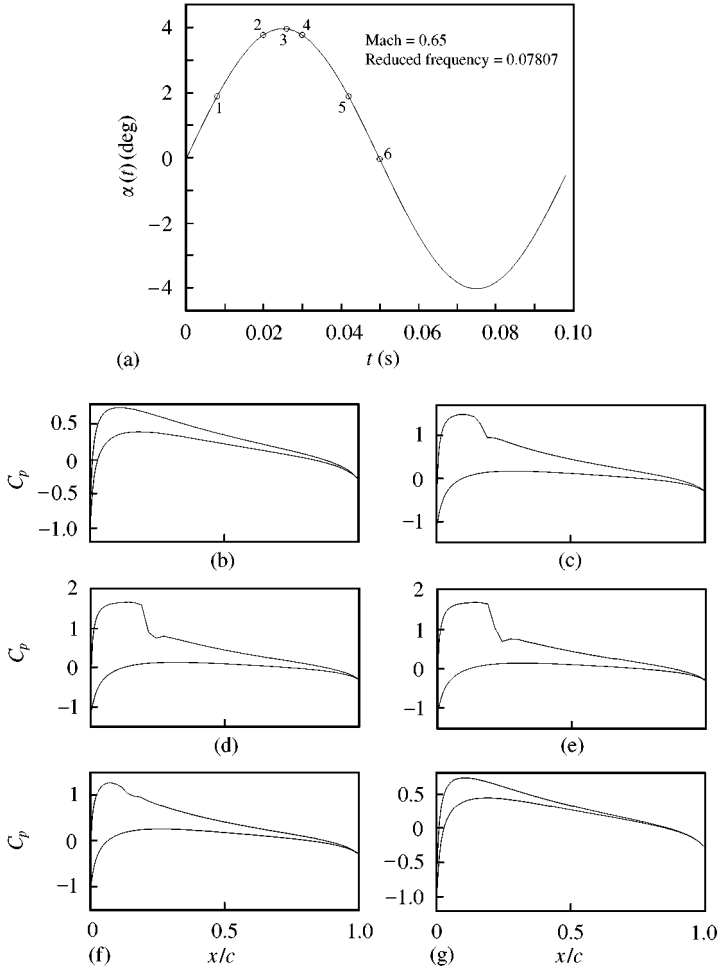 4
2
0
−2
−4
α(t)(deg)
1
2
3
4
5
6
Mach = 0.65
Reduced frequency = 0.07807
0 0.02 0.04 0.06 0.08 0.10
t(s)
(a)
0.5
0
−0.5
−1.0
Cp
(b)
1
0
−1
(c)
2
1
0
−1
Cp
(d)
2
1
0
−1
(e)
1
0
−1
Cp
0 0.5 1.0
(f)
x/c
0.5
0
−0.5
−1.0
0 0.5 1.0
(g)
x/c